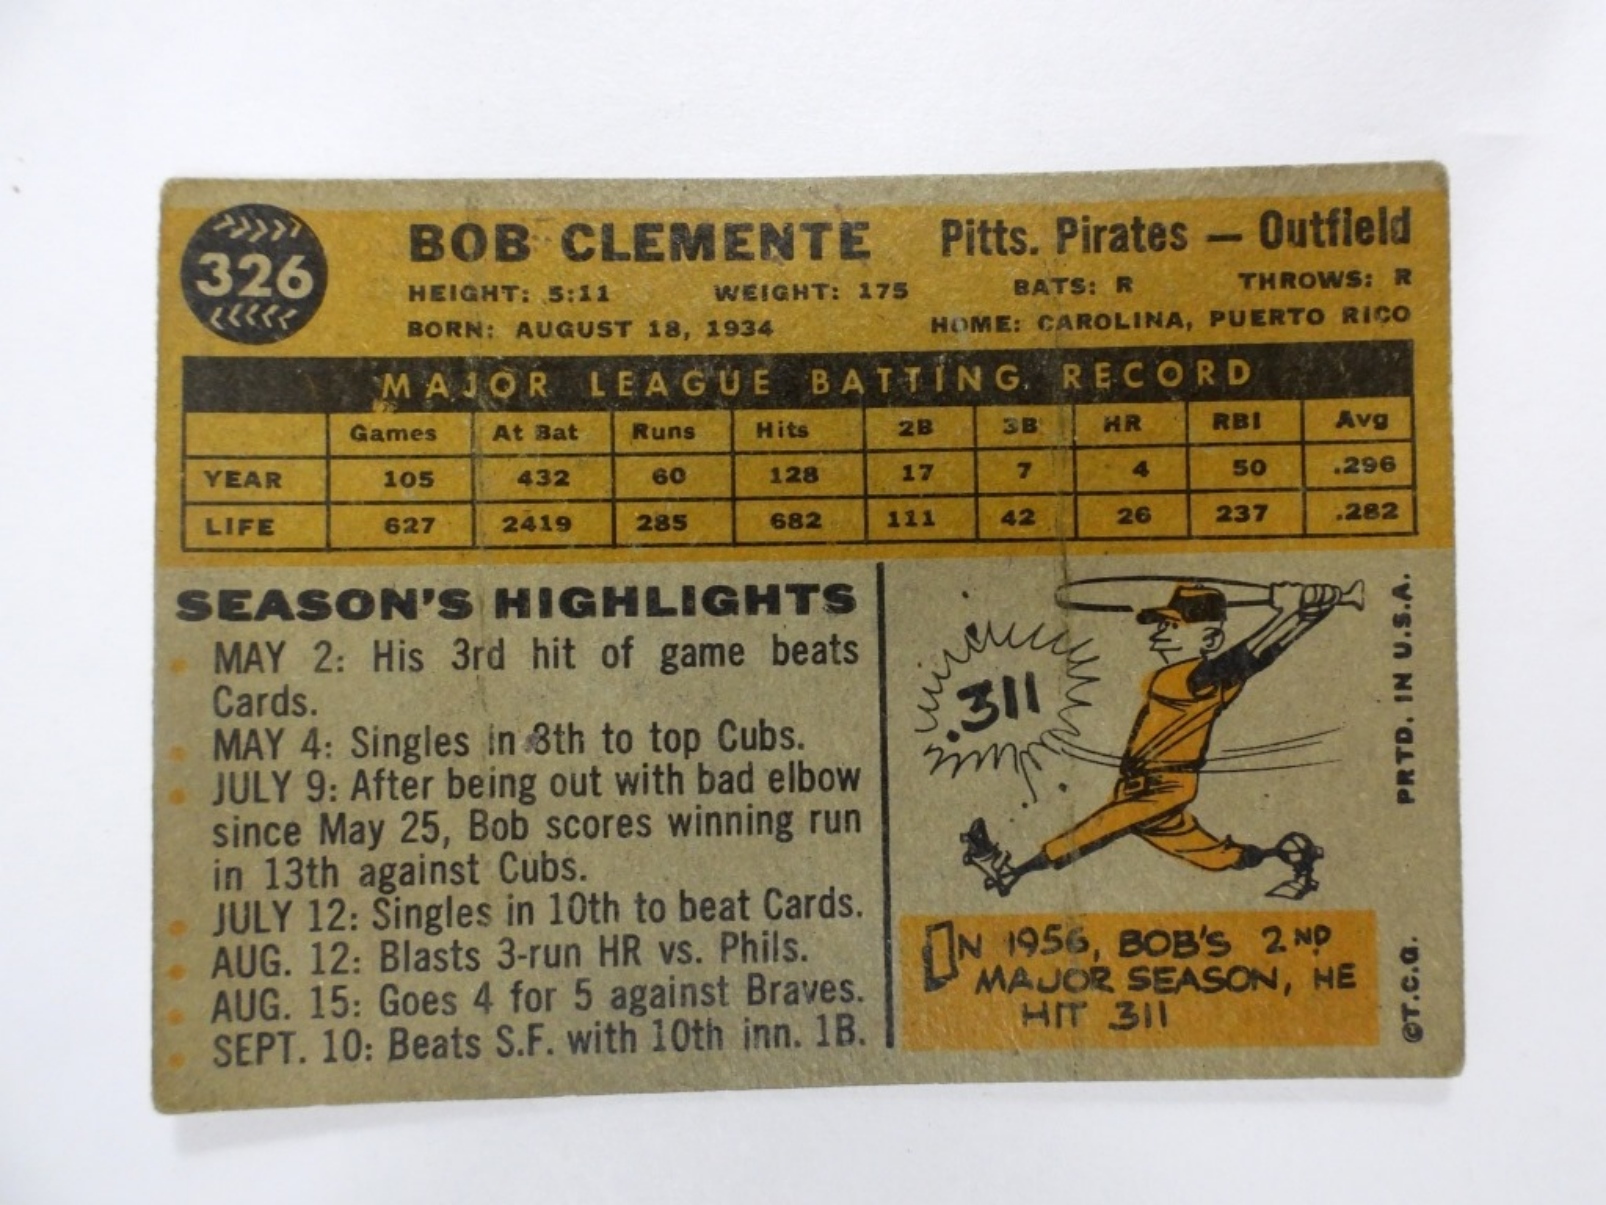 326
BOB CLEMENTE Pitts. Pirates — Outfield
HEIGHT: 5:11 WEIGHT: 175 BATS: R THROWS: R
BORN: AUGUST 18, 1934 HOME: CAROLINA, PUERTO RICO
MAJOR LEAGUE BATTING RECORD
Games At Bat Runs Hits 2B 3B HR RBI Avg
YEAR 105 432 60 128 17 7 4 50 .296
LIFE 627 2419 285 682 111 42 26 237 .282
SEASON'S HIGHLIGHTS
MAY 2: His 3rd hit of game beats
Cards.
MAY 4: Singles in 8th to top Cubs.
JULY 9: After being out with bad elbow
since May 25, Bob scores winning run
in 13th against Cubs.
JULY 12: Singles in 10th to beat Cards.
AUG. 12: Blasts 3-run HR vs. Phils.
AUG. 15: Goes 4 for 5 against Braves.
SEPT. 10: Beats S.F. with 10th inn. 1B.
.311
IN 1956, BOB'S 2ND
MAJOR SEASON, HE
HIT 311
PRTD. IN U.S.A.
©T.C.G.